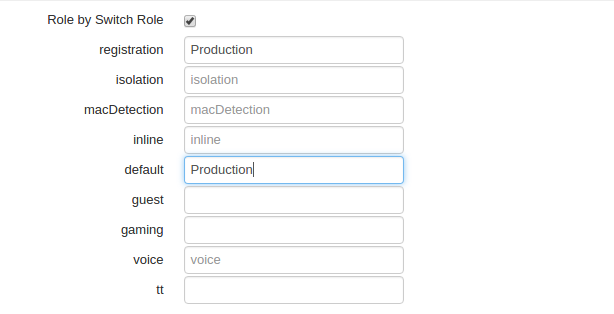 Role by Switch Role
registration Production
isolation isolation
macDetection macDetection
inline inline
default Production
guest
gaming
voice voice
tt